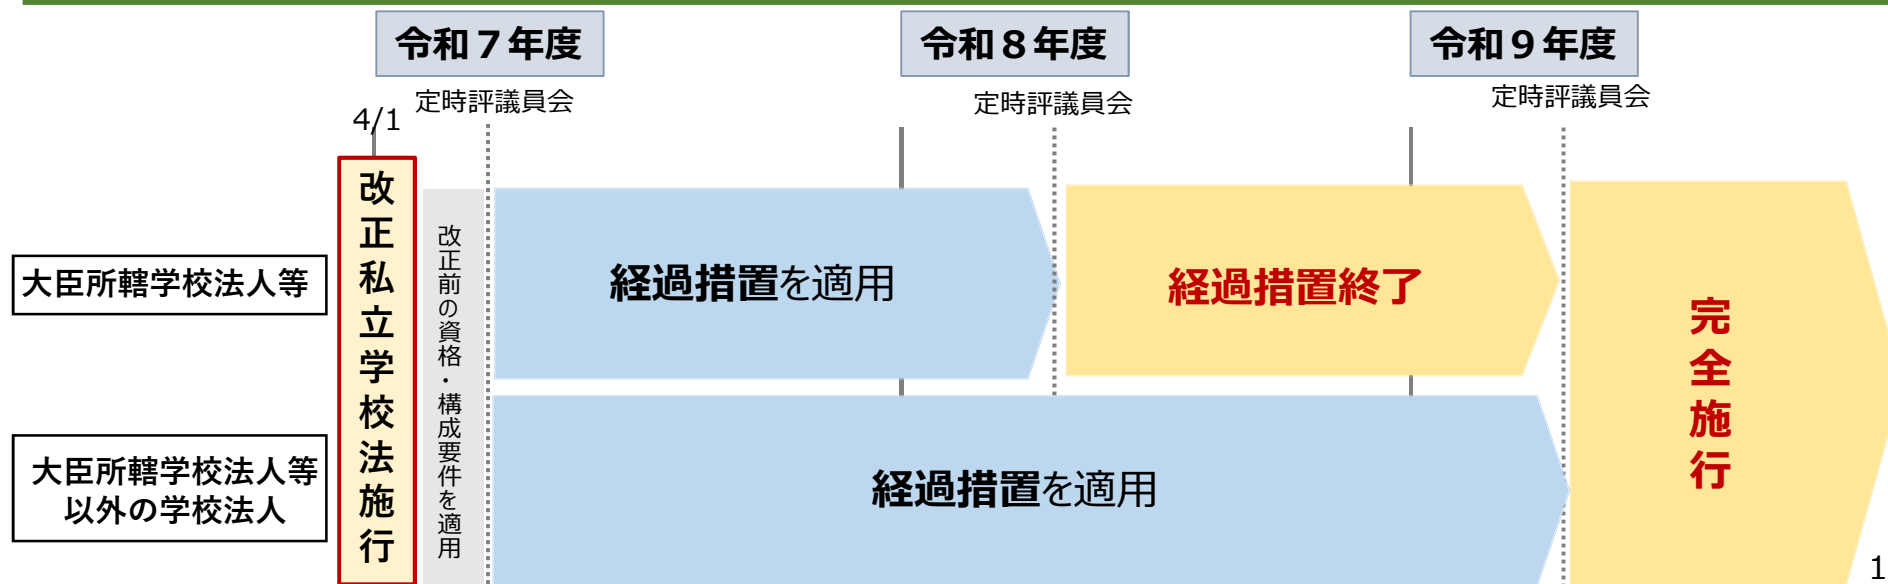 令和７年度
令和８年度
令和９年度
定時評議員会
定時評議員会
定時評議員会
4/1
改正私立学校法施行
改正前の資格・構成要件を適用
大臣所轄学校法人等
経過措置を適用
経過措置終了
完全施行
大臣所轄学校法人等
以外の学校法人
経過措置を適用
1